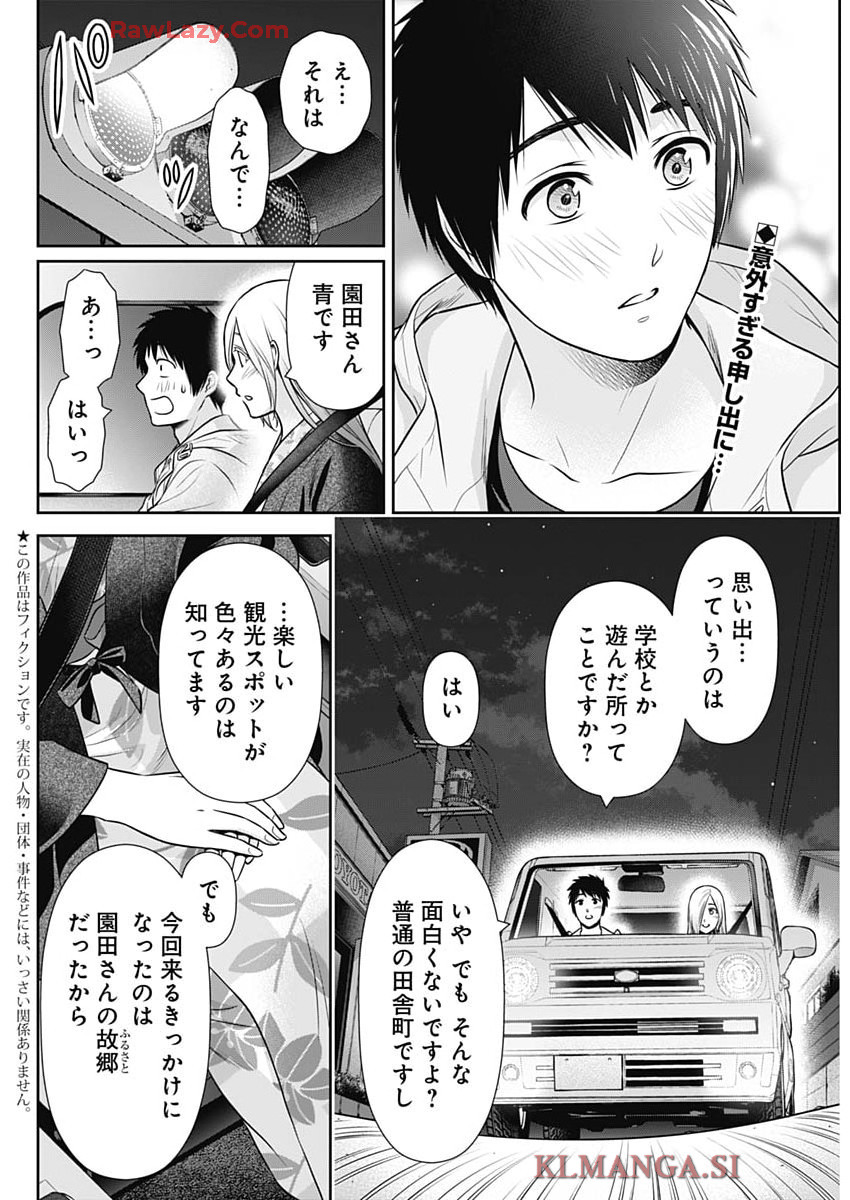 RawLazy.Com
◆意外すぎる申し出に…
え…
それは
なんで…
園田さん
青です
あ…っ
はいっ
思い出…
っていうのは
学校とか
遊んだ所って
ことですか?
はい
いや でも そんな
面白くないですよ?
普通の田舎町ですし
…楽しい
観光スポットが
色々あるのは
知ってます
でも
今回来るきっかけに
なったのは
園田さんの故郷
ふるさと
だったから
★この作品はフィクションです。実在の人物・団体・事件などには、いっさい関係ありません。
KLMANGA.SI